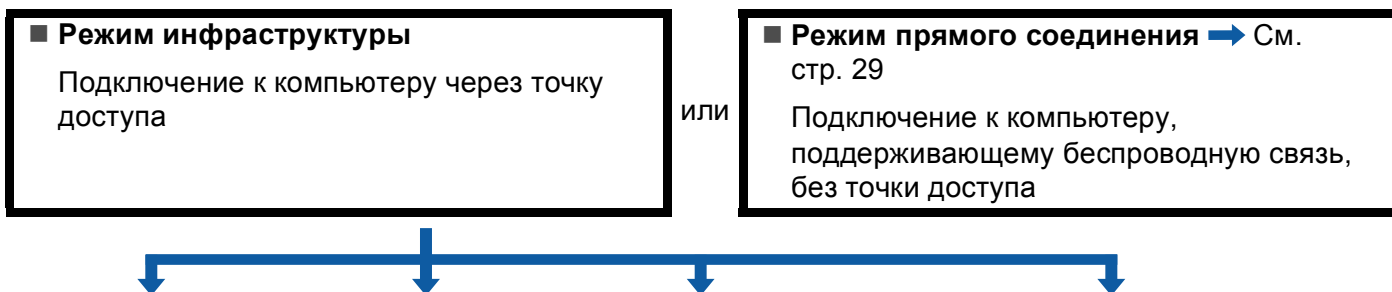 ■ Режим инфраструктуры
Подключение к компьютеру через точку
доступа
или
■ Режим прямого соединения ➡ См.
стр. 29
Подключение к компьютеру,
поддерживающему беспроводную связь,
без точки доступа